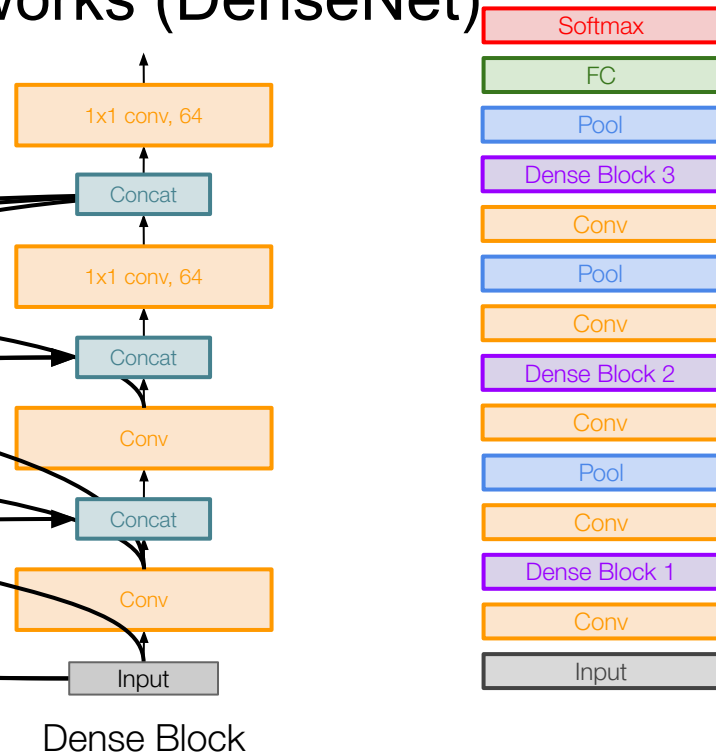 works (DenseNet)
1x1 conv, 64
Concat
1x1 conv, 64
Concat
Conv
Concat
Conv
Input
Dense Block
Softmax
FC
Pool
Dense Block 3
Conv
Pool
Conv
Dense Block 2
Conv
Pool
Conv
Dense Block 1
Conv
Input